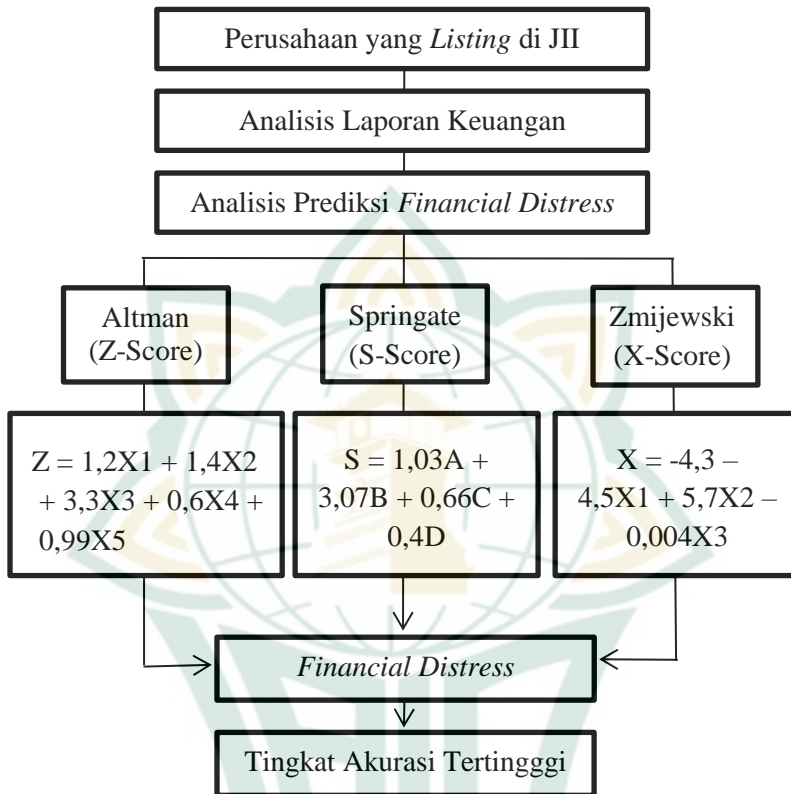 Perusahaan yang Listing di JII
Analisis Laporan Keuangan
Analisis Prediksi Financial Distress
Altman
(Z-Score)
Springate
(S-Score)
Zmijewski
(X-Score)
Z = 1,2X1 + 1,4X2
+ 3,3X3 + 0,6X4 +
0,99X5
S = 1,03A +
3,07B + 0,66C +
0,4D
X = -4,3 –
4,5X1 + 5,7X2 –
0,004X3
Financial Distress
Tingkat Akurasi Tertingggi